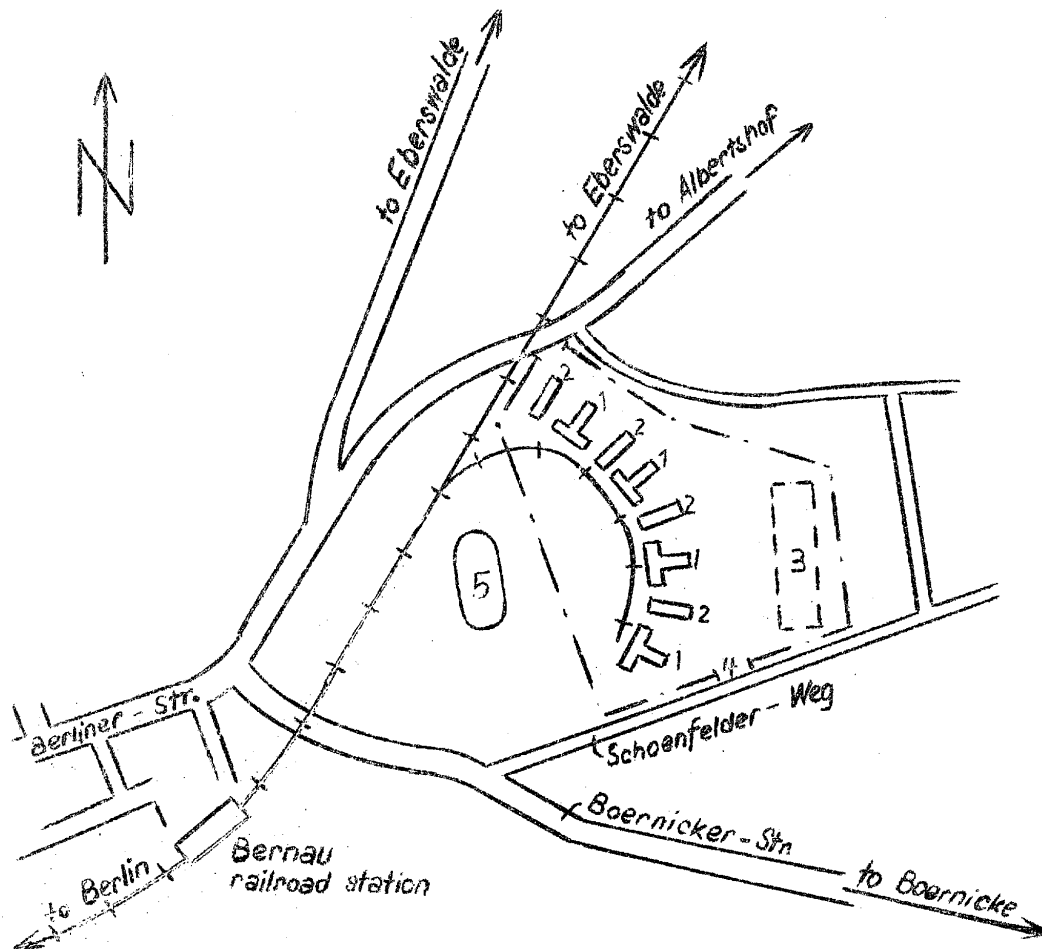 to Eberswalde
to Eberswalde
to Albertshof
N
2
1
2
1
2
1
2
1
3
4
5
Berliner-Str.
Schoenfelder-Weg
Boernicker-Str.
to Boernicke
Bernau
railroad station
to Berlin